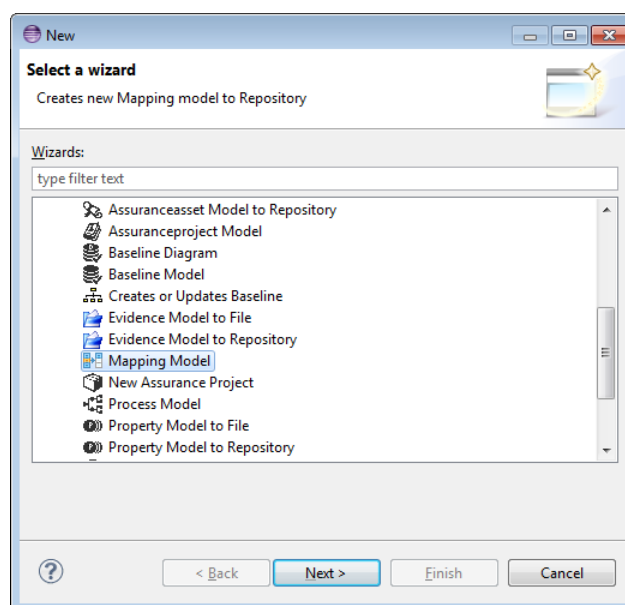 New
Select a wizard
Creates new Mapping model to Repository
Wizards:
type filter text
Assuranceasset Model to Repository
Assuranceproject Model
Baseline Diagram
Baseline Model
Creates or Updates Baseline
Evidence Model to File
Evidence Model to Repository
Mapping Model
New Assurance Project
Process Model
Property Model to File
Property Model to Repository
? < Back Next > Finish Cancel